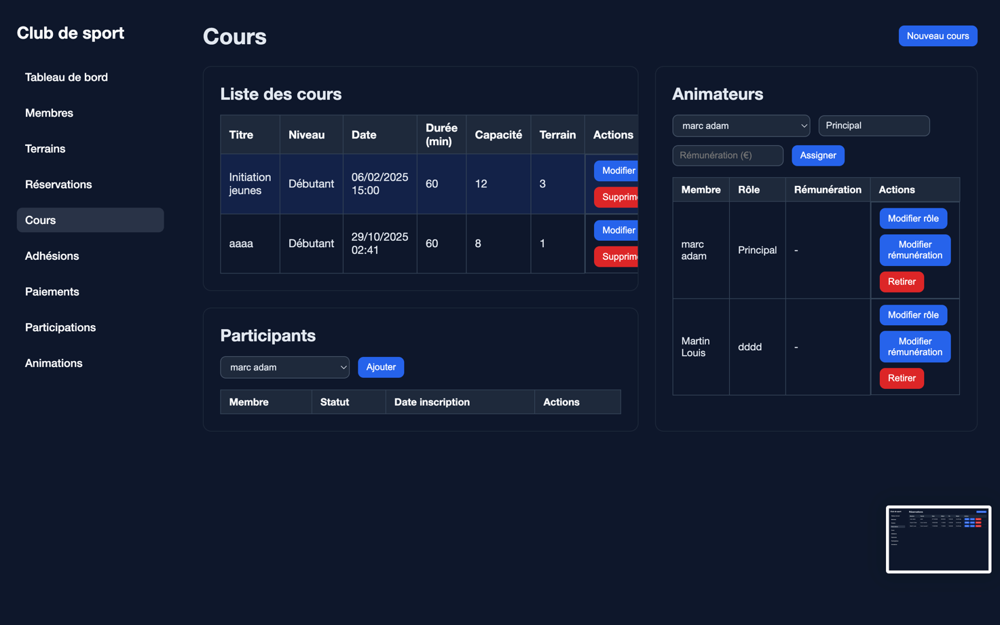 Club de sport
Tableau de bord
Membres
Terrains
Réservations
Cours
Adhésions
Paiements
Participations
Animations
Cours
Nouveau cours
Liste des cours
Titre Niveau Date Durée (min) Capacité Terrain Actions
Initiation jeunes Débutant 06/02/2025 15:00 60 12 3 Modifier
Supprim
aaaa Débutant 29/10/2025 02:41 60 8 1 Modifier
Supprim
Participants
marc adam Ajouter
Membre Statut Date inscription Actions
Animateurs
marc adam Principal
Rémunération (€) Assigner
Membre Rôle Rémunération Actions
marc adam Principal - Modifier rôle
Modifier rémunération
Retirer
Martin Louis dddd - Modifier rôle
Modifier rémunération
Retirer